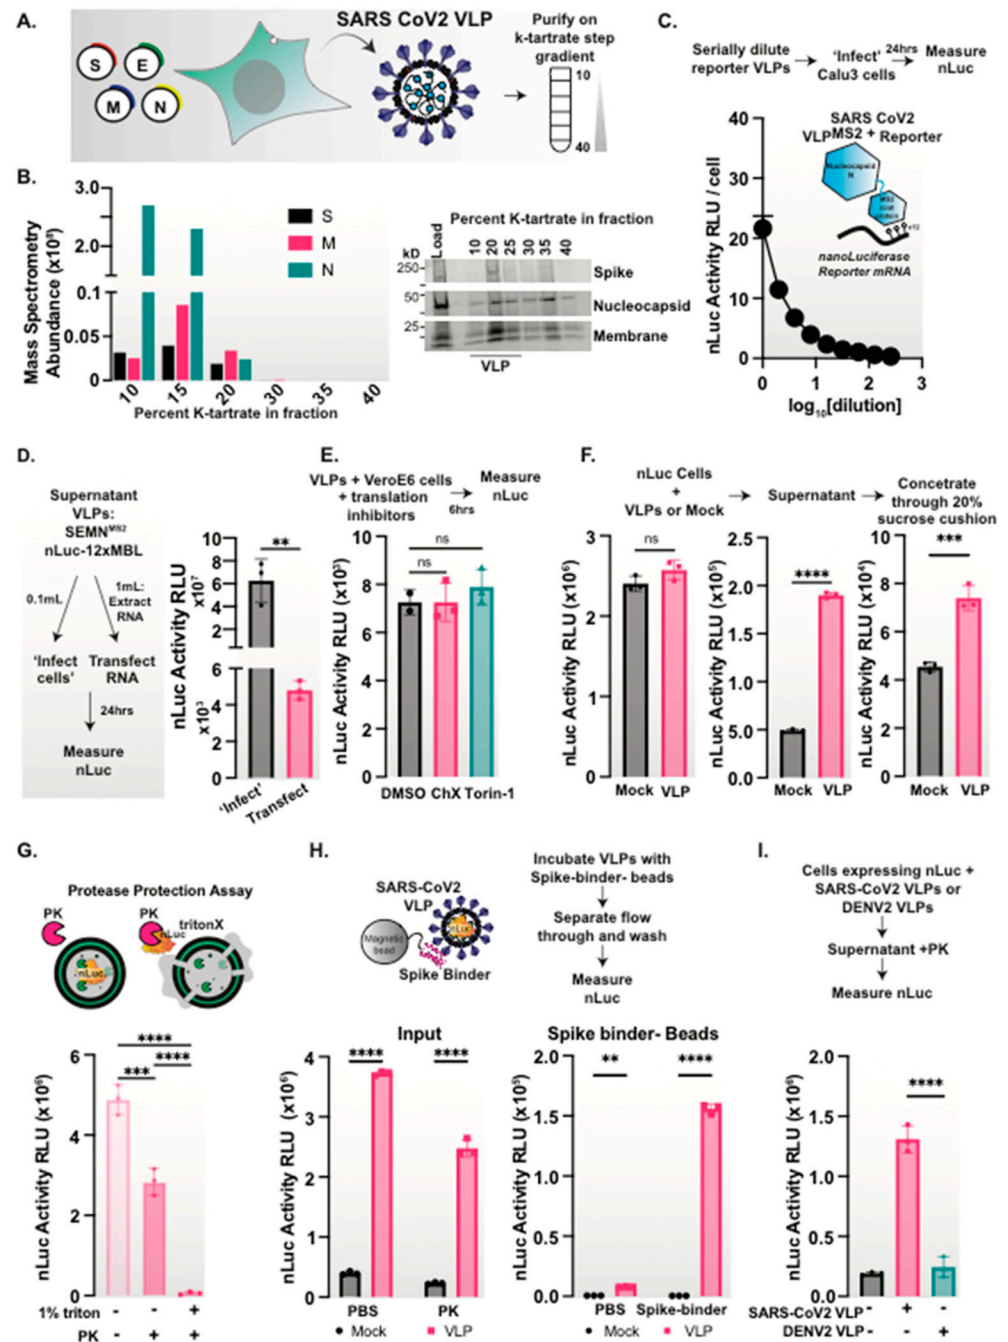 A.
SARS CoV2 VLP
Purify on
k-tartrate step
gradient
S
E
M
N
10
40
B.
Mass Spectrometry
Abundance (x10⁸)
3.0
2.0
0.1
0.05
0
S
M
N
10
15
20
30
35
40
Percent K-tartrate in fraction
Percent K-tartrate in fraction
kD
Load
10
20
25
30
35
40
250
50
25
Spike
Nucleocapsid
Membrane
VLP
C.
Serially dilute
reporter VLPs
'Infect'
Calu3 cells
24hrs
Measure
nLuc
SARS CoV2
VLPᴹˢ² + Reporter
Nucleocapsid
N
MS2
coat
protein
x12
nanoLuciferase
Reporter mRNA
nLuc Activity RLU / cell
40
30
20
10
0
0
1
2
3
log₁₀[dilution]
D.
Supernatant
VLPs:
SEMNᴹˢ²
nLuc-12xMBL
0.1mL
1mL:
Extract
RNA
'Infect
cells'
Transfect
RNA
24hrs
Measure
nLuc
nLuc Activity RLU
x10⁷
x10³
10
8
6
4
2
6
4
2
0
**
'Infect'
Transfect
E.
VLPs + VeroE6 cells
+ translation
inhibitors
6hrs
Measure
nLuc
nLuc Activity RLU (x10³)
10
8
6
4
2
0
ns
ns
DMSO ChX Torin-1
F.
nLuc Cells
+
VLPs or Mock
Supernatant
Concetrate
through 20%
sucrose cushion
nLuc Activity RLU (x10⁶)
3
2
1
0
ns
Mock VLP
nLuc Activity RLU (x10⁵)
2.5
2.0
1.5
1.0
5.0
0.0
****
Mock VLP
nLuc Activity RLU (x10⁴)
10
8
6
4
2
0
***
Mock VLP
G.
Protease Protection Assay
PK
nLuc
PK
nLuc
tritonX
nLuc Activity RLU (x10⁶)
6
4
2
0
****
****
***
1% triton - - +
PK - + +
H.
SARS-CoV2
VLP
nLuc
Magnetic
bead
Spike Binder
Incubate VLPs with
Spike-binder- beads
Separate flow
through and wash
Measure
nLuc
Input
nLuc Activity RLU (x10⁶)
4
3
2
1
0
****
****
PBS
PK
Mock
VLP
Spike binder- Beads
nLuc Activity RLU (x10⁵)
2.0
1.5
1.0
0.5
0.0
**
****
PBS Spike-binder
Mock
VLP
I.
Cells expressing nLuc +
SARS-CoV2 VLPs or
DENV2 VLPs
Supernatant +PK
Measure nLuc
nLuc Activity RLU (x10⁶)
2.0
1.5
1.0
0.5
0.0
****
SARS-CoV2 VLP - + -
DENV2 VLP - - +